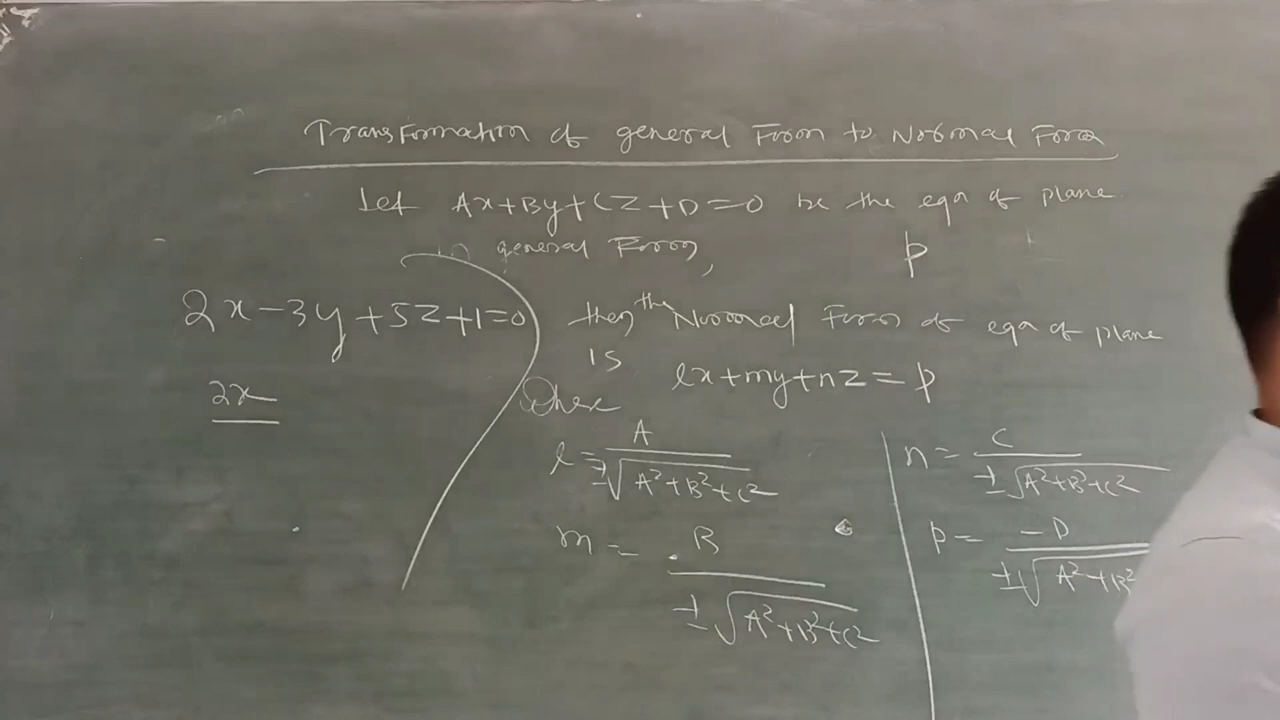 Transformation of general Form to Normal Form
Let Ax+By+CZ+D=0 be the eqn of plane.
in general Form,
p
2x-3y+5z+1=0
2x
then the Normal Form of eqn of plane
is
lx+my+nz=p
Where
l = A / ±√A²+B²+C²
m = B / ±√A²+B²+C²
n = C / ±√A²+B²+C²
p = -D / ±√A²+B²